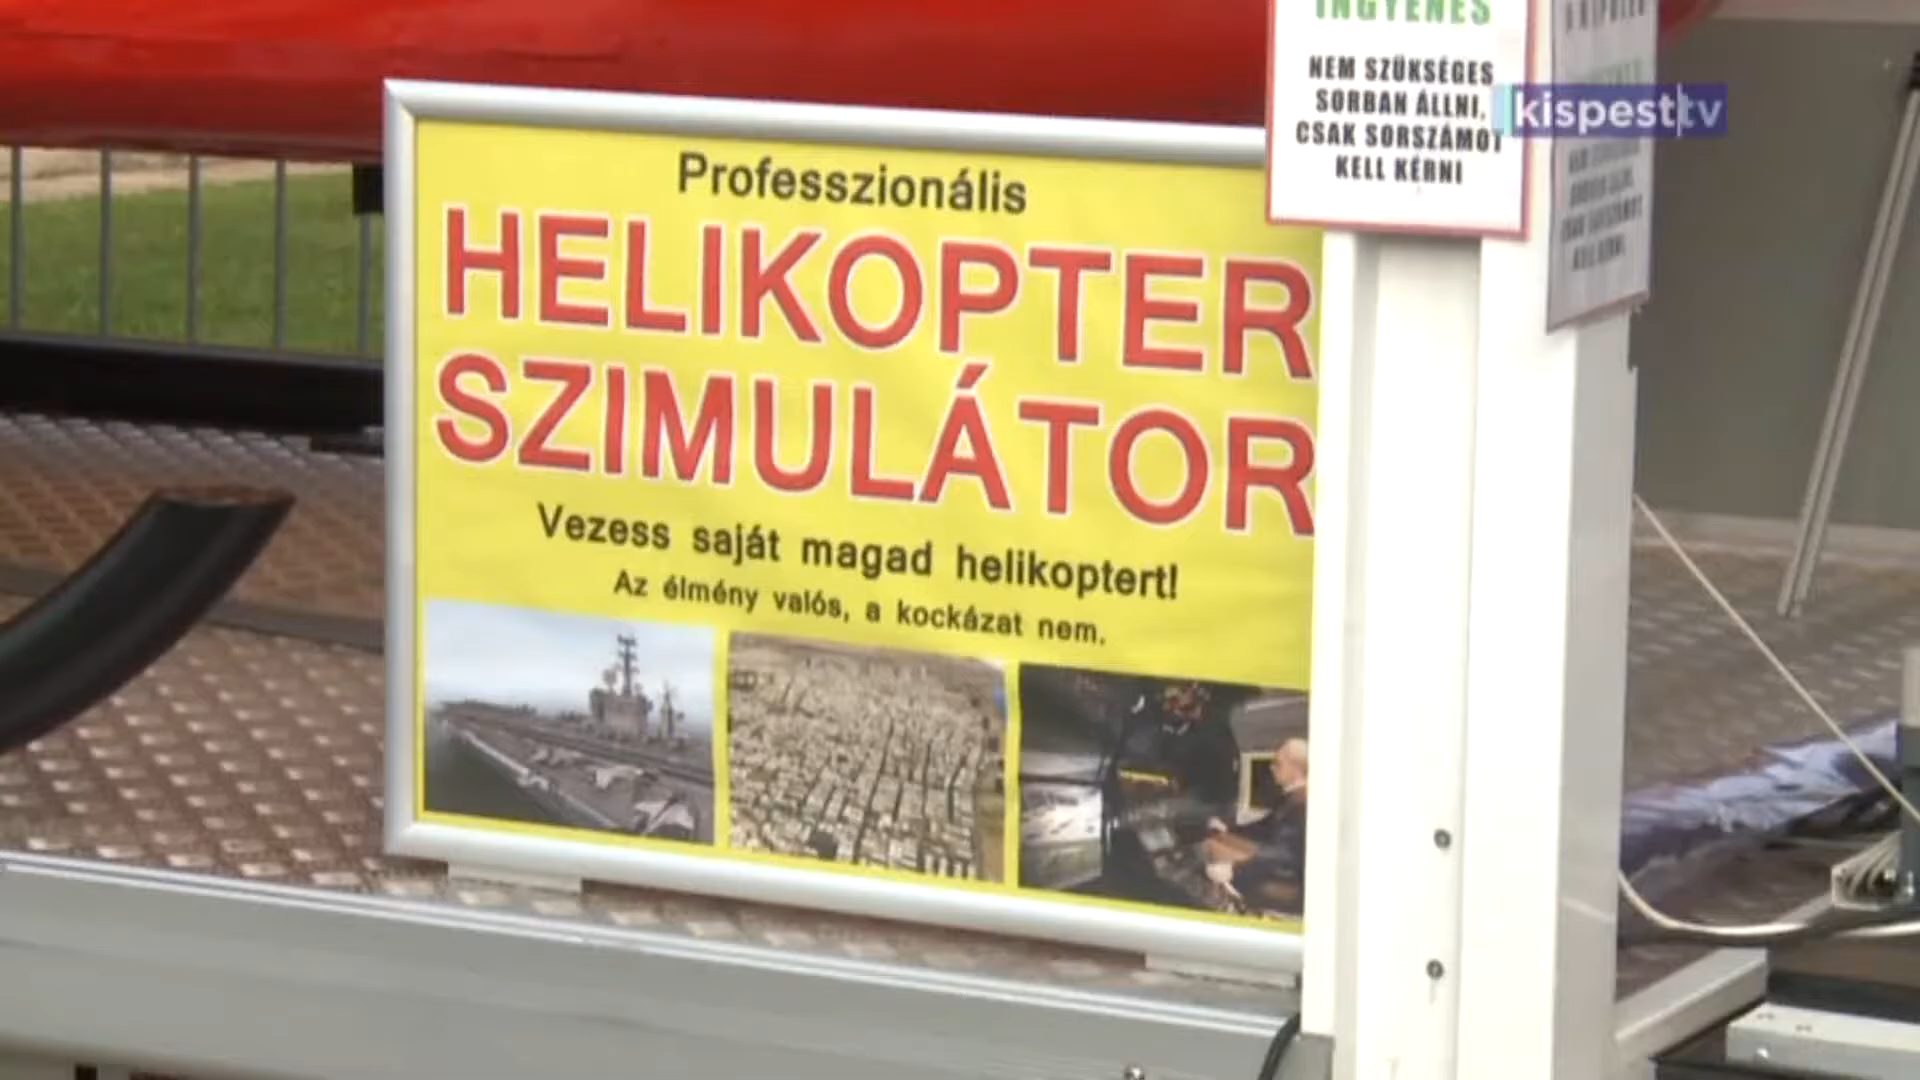 Professzionális
HELIKOPTER
SZIMULÁTOR
Vezess saját magad helikoptert!
Az élmény valós, a kockázat nem.
INGYENES
NEM SZÜKSÉGES
SORBAN ÁLLNI,
CSAK SORSZÁMOT
KELL KÉRNI
kispest tv